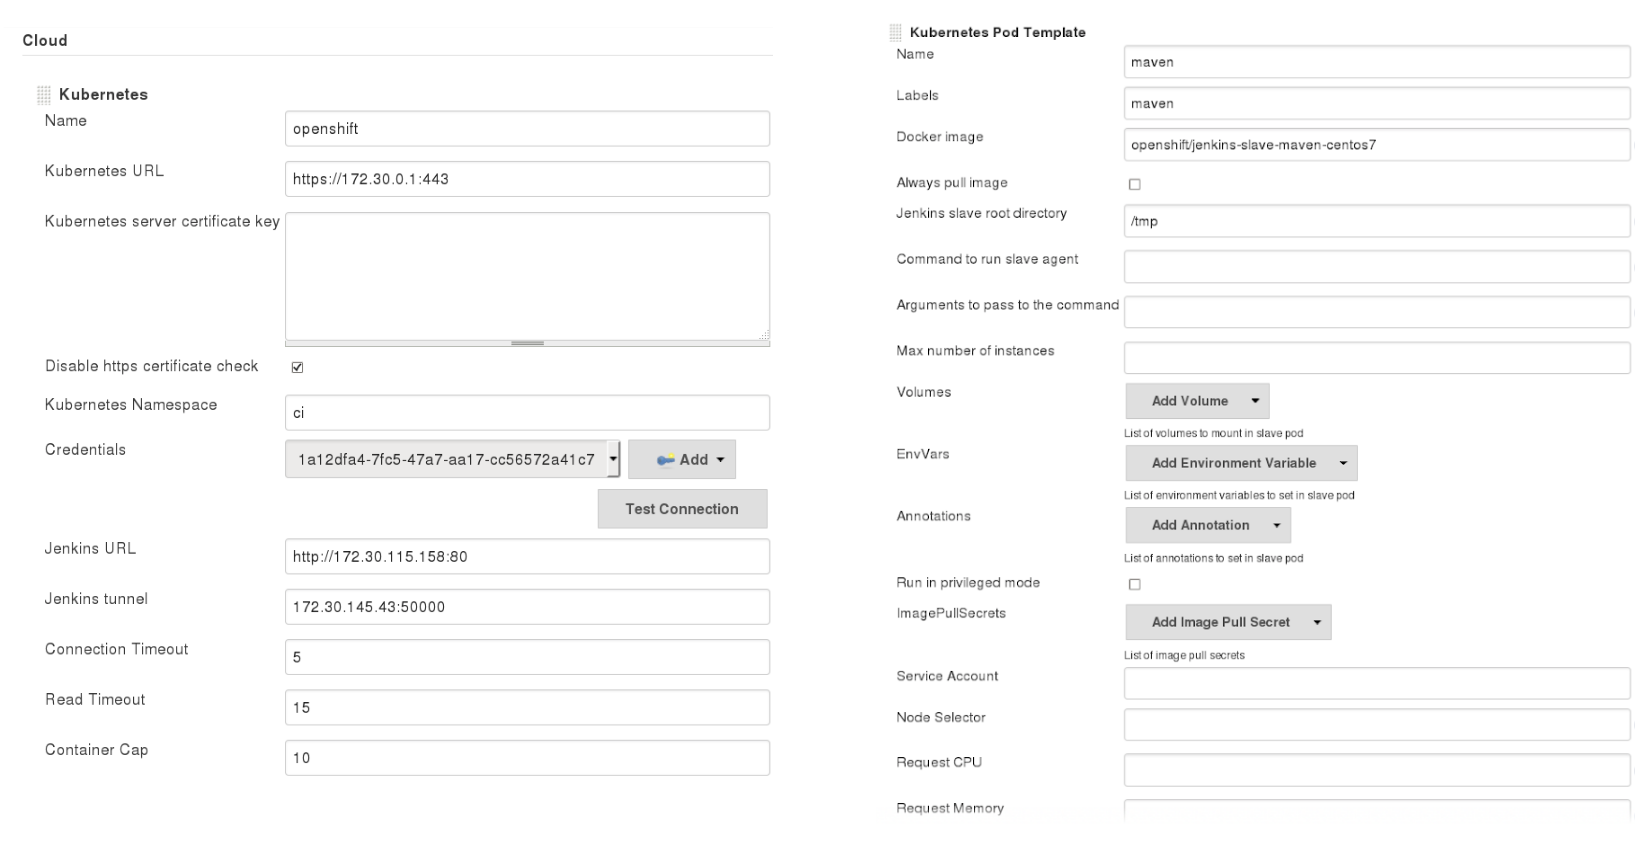 Cloud
Kubernetes
Name
openshift
Kubernetes URL
https://172.30.0.1:443
Kubernetes server certificate key
Disable https certificate check
Kubernetes Namespace
ci
Credentials
1a12dfa4-7fc5-47a7-aa17-cc56572a41c7
Add
Test Connection
Jenkins URL
http://172.30.115.158:80
Jenkins tunnel
172.30.145.43:50000
Connection Timeout
5
Read Timeout
15
Container Cap
10
Kubernetes Pod Template
Name
maven
Labels
maven
Docker image
openshift/jenkins-slave-maven-centos7
Always pull image
Jenkins slave root directory
/tmp
Command to run slave agent
Arguments to pass to the command
Max number of instances
Volumes
Add Volume
List of volumes to mount in slave pod
EnvVars
Add Environment Variable
List of environment variables to set in slave pod
Annotations
Add Annotation
List of annotations to set in slave pod
Run in privileged mode
ImagePullSecrets
Add Image Pull Secret
List of image pull secrets
Service Account
Node Selector
Request CPU
Request Memory